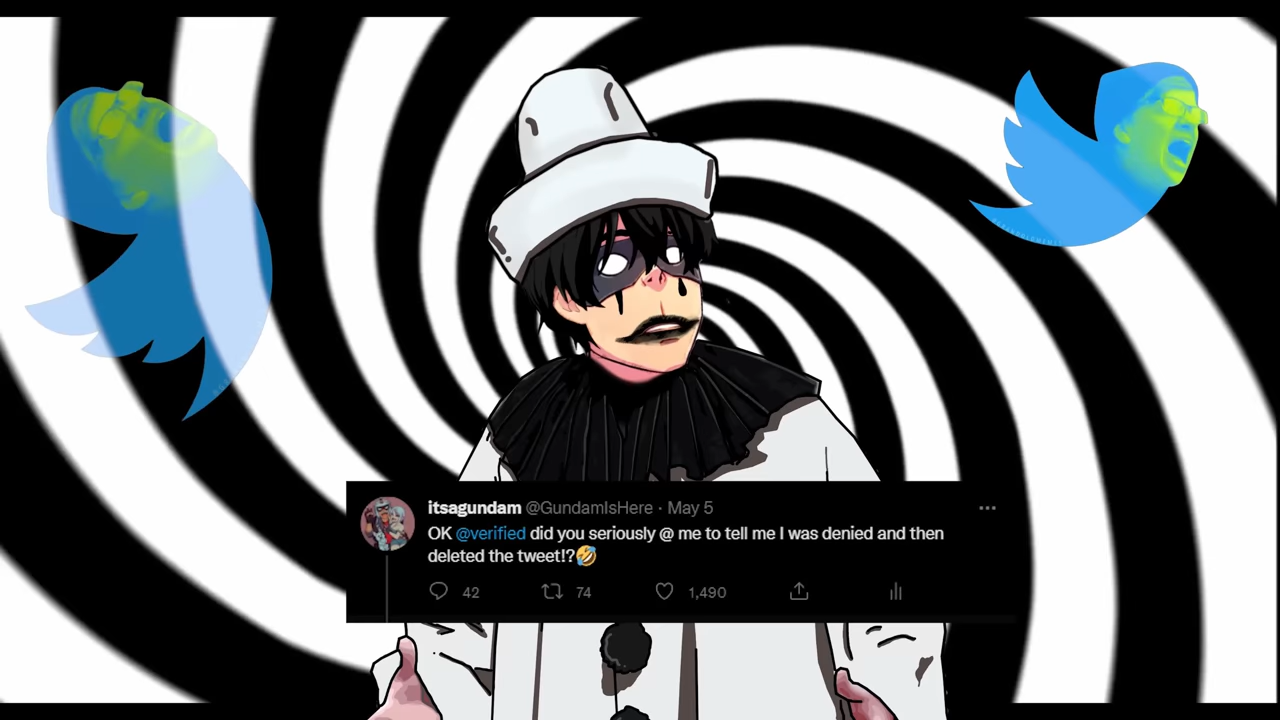 itsagundam @GundamIsHere · May 5
OK @verified did you seriously @ me to tell me I was denied and then
deleted the tweet!?🤣
42 74 1,490